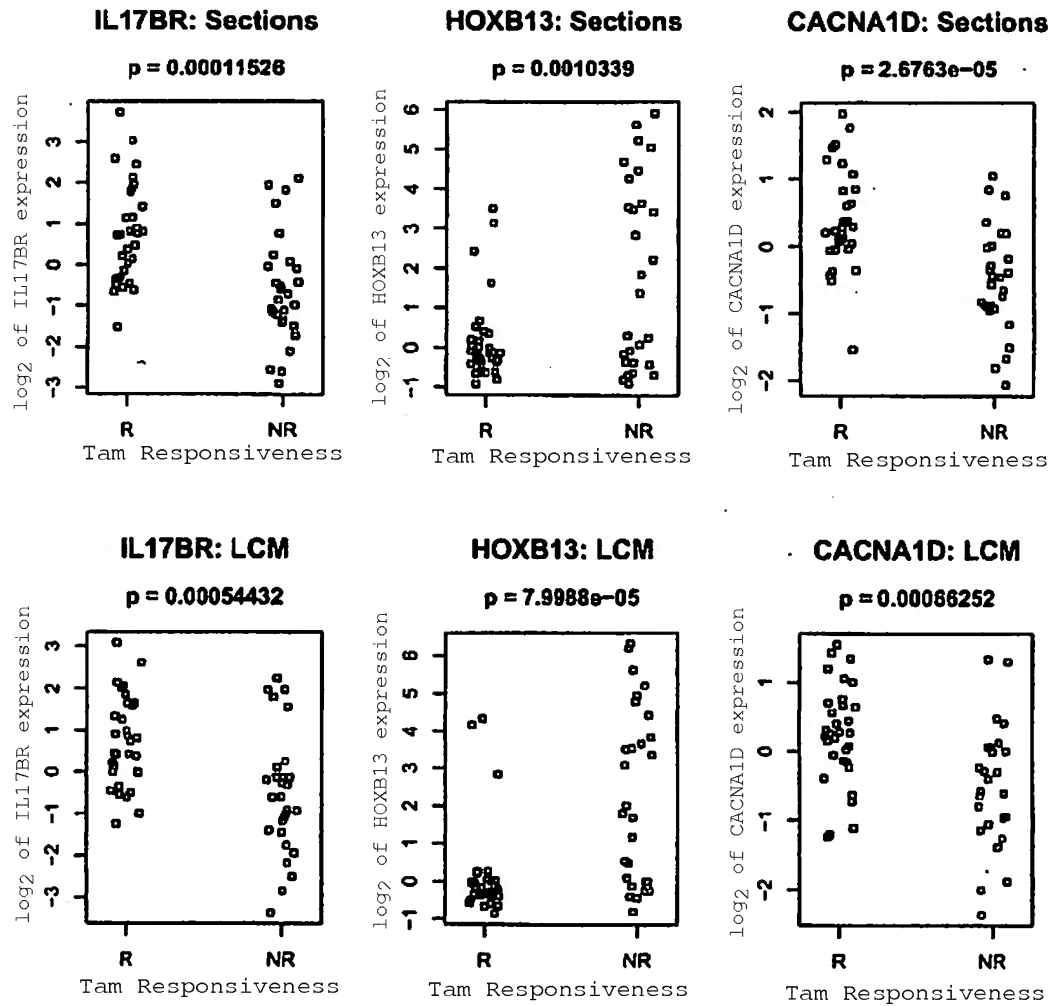 IL17BR: Sections
p = 0.00011526
log2 of IL17BR expression
3
2
1
0
-1
-2
-3
R
NR
Tam Responsiveness
HOXB13: Sections
p = 0.0010339
log2 of HOXB13 expression
6
5
4
3
2
1
0
-1
R
NR
Tam Responsiveness
CACNA1D: Sections
p = 2.6763e-05
log2 of CACNA1D expression
2
1
0
-1
-2
R
NR
Tam Responsiveness
IL17BR: LCM
p = 0.00054432
log2 of IL17BR expression
3
2
1
0
-1
-2
-3
R
NR
Tam Responsiveness
HOXB13: LCM
p = 7.9988e-05
log2 of HOXB13 expression
6
5
4
3
2
1
0
-1
R
NR
Tam Responsiveness
CACNA1D: LCM
p = 0.00066252
log2 of CACNA1D expression
1
0
-1
-2
R
NR
Tam Responsiveness